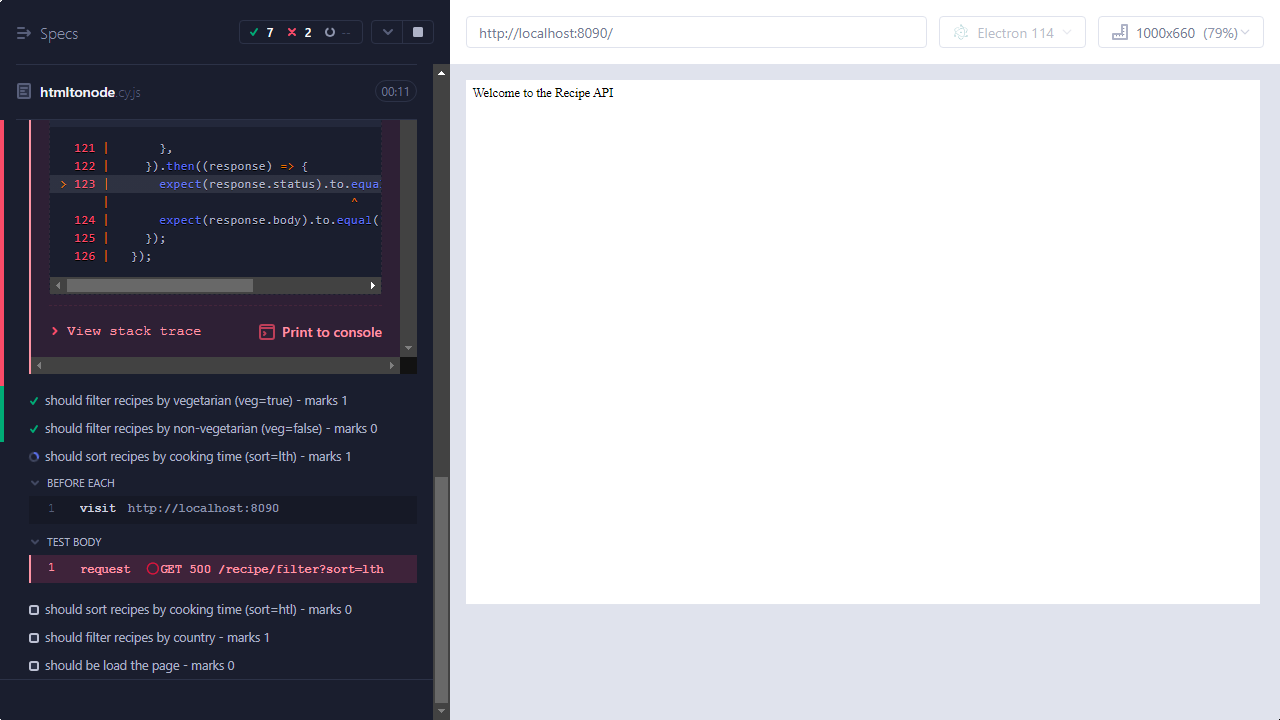 Specs
7
2
--
http://localhost:8090/
Electron 114
1000x660 (79%)
htmltonode.cy.js
00:11
Welcome to the Recipe API
121 | },
122 | }).then((response) => {
> 123 | expect(response.status).to.equal
| ^
124 | expect(response.body).to.equal(
125 | });
126 | });
View stack trace
Print to console
should filter recipes by vegetarian (veg=true) - marks 1
should filter recipes by non-vegetarian (veg=false) - marks 0
should sort recipes by cooking time (sort=lth) - marks 1
BEFORE EACH
1 visit http://localhost:8090
TEST BODY
1 request GET 500 /recipe/filter?sort=lth
should sort recipes by cooking time (sort=htl) - marks 0
should filter recipes by country - marks 1
should be load the page - marks 0